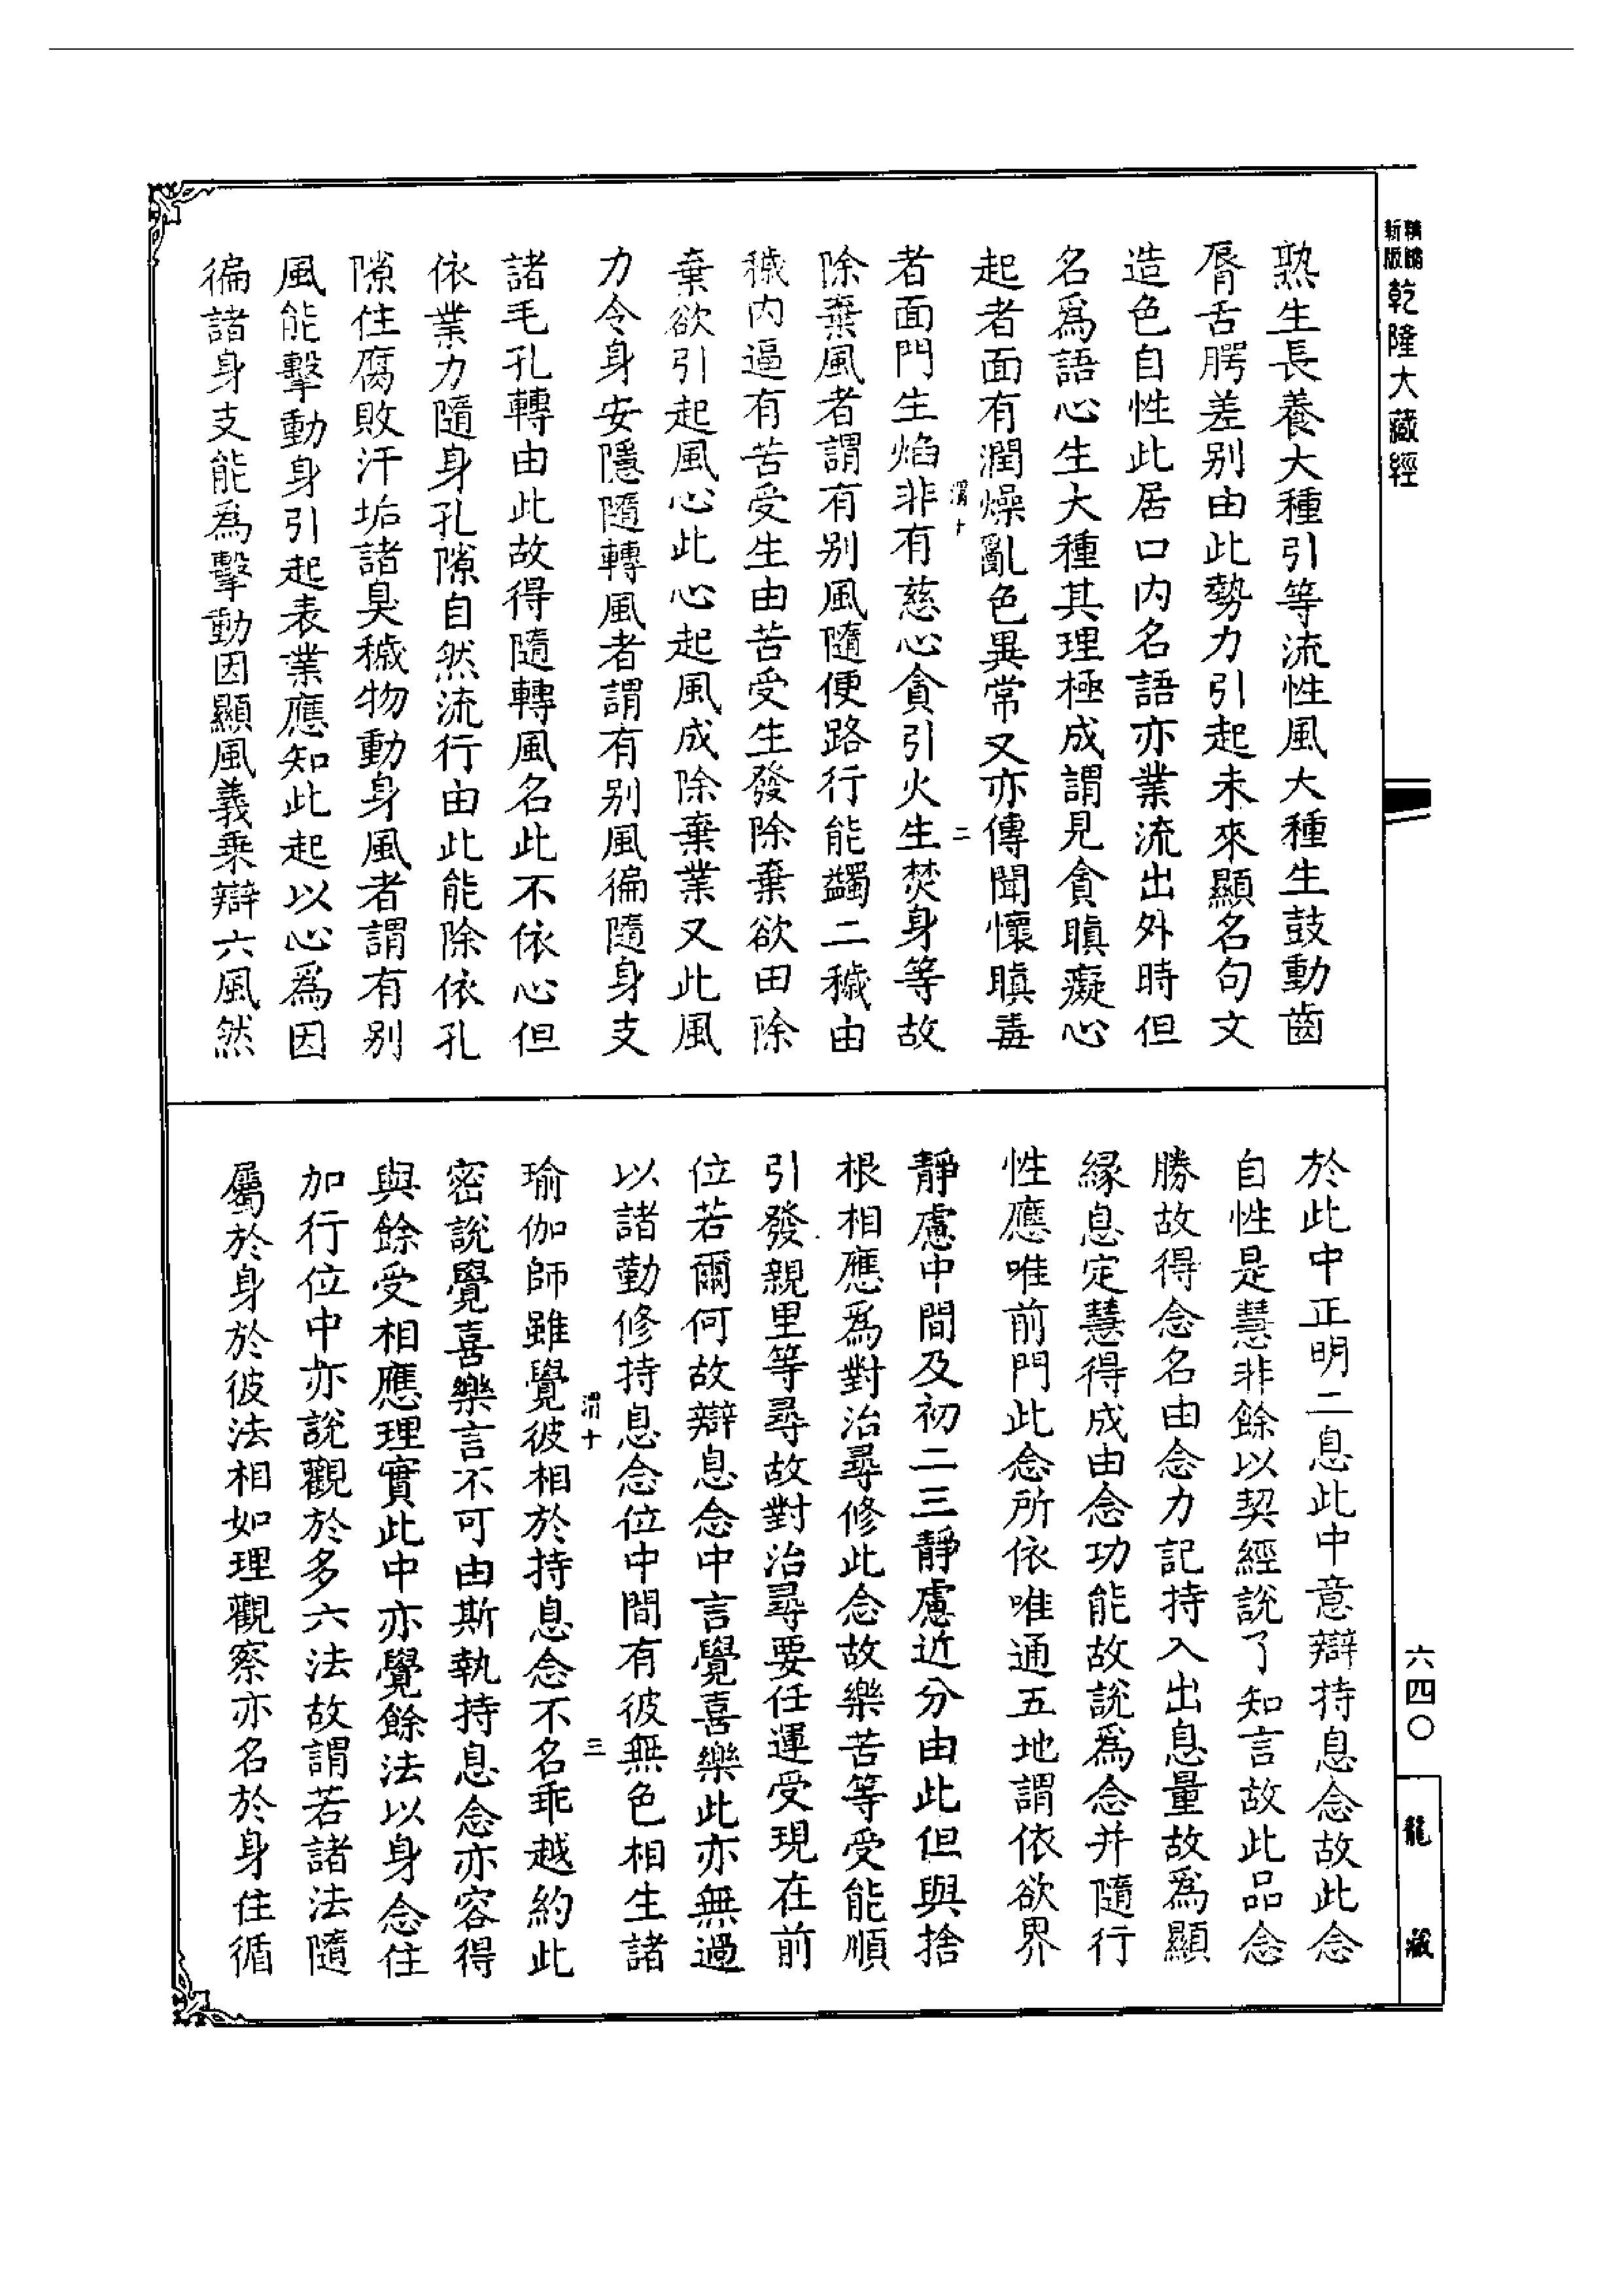 新版
精縮
乾隆大藏經
熟生長養大種引等流性風大種生鼓動齒
脣舌腭差別由此勢力引起未來顯名句文
造色自性此居口內名語亦業流出外時但
名爲語心生大種其理極成謂見貪瞋癡心
起者面有潤燥亂色異常又亦傳聞懷瞋毒
渭十
二
者面門生焰非有慈心貪引火生焚身等故
除棄風者謂有別風隨便路行能蠲二穢由
穢內逼有苦受生由苦受生發除棄欲由除
棄欲引起風心此心起風成除棄業又此風
力令身安隱隨轉風者謂有別風徧隨身支
諸毛孔轉由此故得隨轉風名此不依心但
依業力隨身孔隙自然流行由此能除依孔
隙住腐敗汗垢諸臭穢物動身風者謂有別
風能擊動身引起表業應知此起以心爲因
徧諸身支能爲擊動因顯風義乘辯六風然
於此中正明二息此中意辯持息念故此念
自性是慧非餘以契經說了知言故此品念
勝故得念名由念力記持入出息量故爲顯
緣息定慧得成由念功能故說爲念并隨行
性應唯前門此念所依唯通五地謂依欲界
靜慮中間及初二三靜慮近分由此但與捨
根相應爲對治尋修此念故樂苦等受能順
引發親里等尋故對治尋要任運受現在前
位若爾何故辯息念中言覺喜樂此亦無過
以諸勤修持息念位中間有彼無色相生諸
渭十
三
瑜伽師雖覺彼相於持息念不名乖越約此
密說覺喜樂言不可由斯執持息念亦容得
與餘受相應理實此中亦覺餘法以身念住
加行位中亦說觀於多六法故謂若諸法隨
屬於身於彼法相如理觀察亦名於身住循
六四〇
龍藏